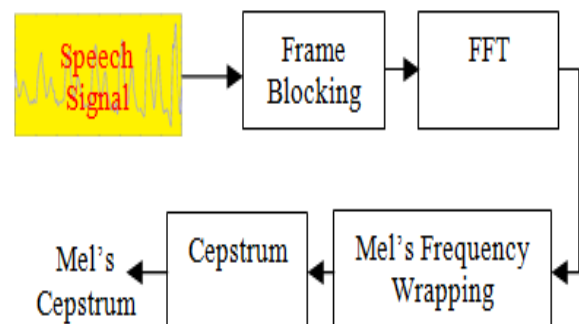 Speech
Signal
Frame
Blocking
FFT
Mel’s Frequency
Wrapping
Cepstrum
Mel’s
Cepstrum